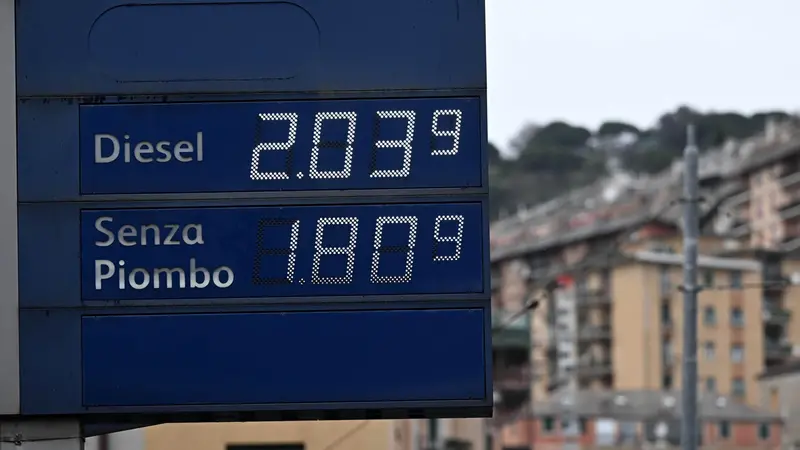 Diesel 2.039
Senza
Piombo 1.809